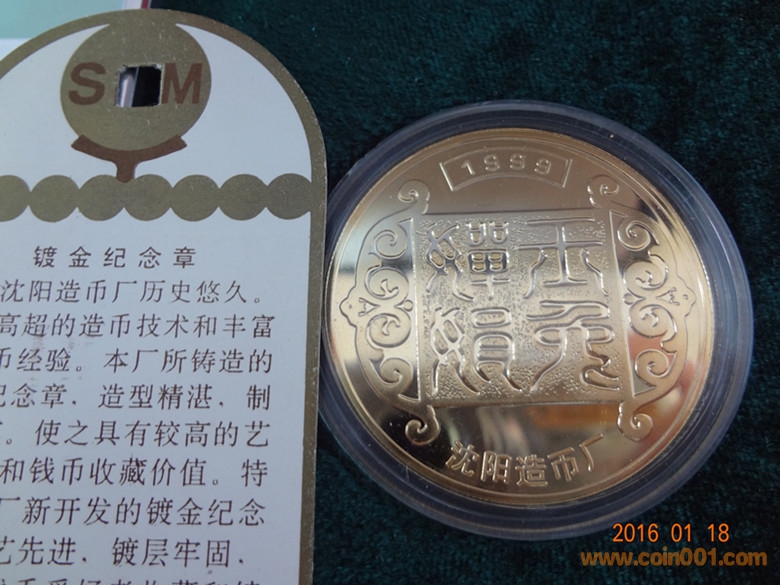 S M
镀金纪念章
沈阳造币厂历史悠久。
高超的造币技术和丰富
币经验。本厂所铸造的
纪念章，造型精湛，制
。使之具有较高的艺
和钱币收藏价值。特
厂新开发的镀金纪念
艺先进，镀层牢固，
1999
沈阳造币厂
2016 01 18
www.coin001.com